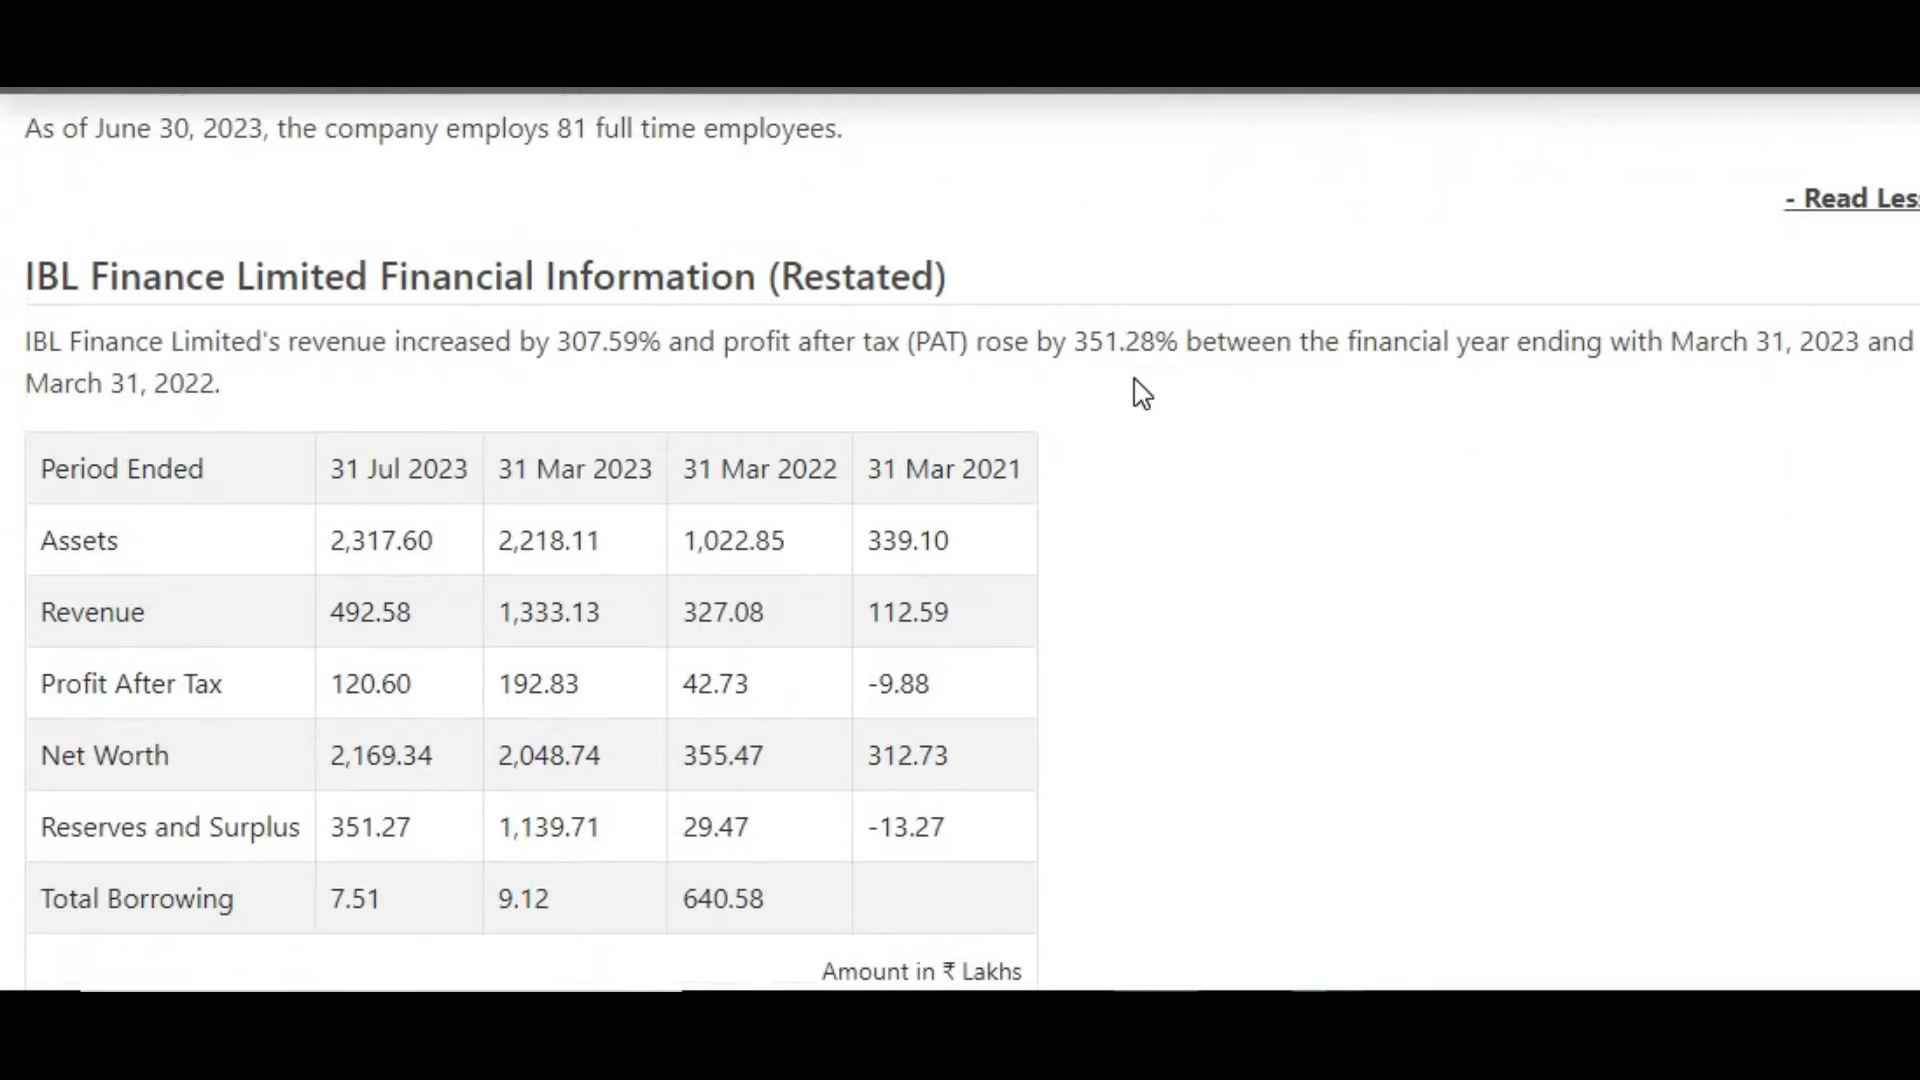 As of June 30, 2023, the company employs 81 full time employees.
- Read Les
IBL Finance Limited Financial Information (Restated)
IBL Finance Limited's revenue increased by 307.59% and profit after tax (PAT) rose by 351.28% between the financial year ending with March 31, 2023 and
March 31, 2022.
Period Ended 31 Jul 2023 31 Mar 2023 31 Mar 2022 31 Mar 2021
Assets 2,317.60 2,218.11 1,022.85 339.10
Revenue 492.58 1,333.13 327.08 112.59
Profit After Tax 120.60 192.83 42.73 -9.88
Net Worth 2,169.34 2,048.74 355.47 312.73
Reserves and Surplus 351.27 1,139.71 29.47 -13.27
Total Borrowing 7.51 9.12 640.58
Amount in ₹ Lakhs